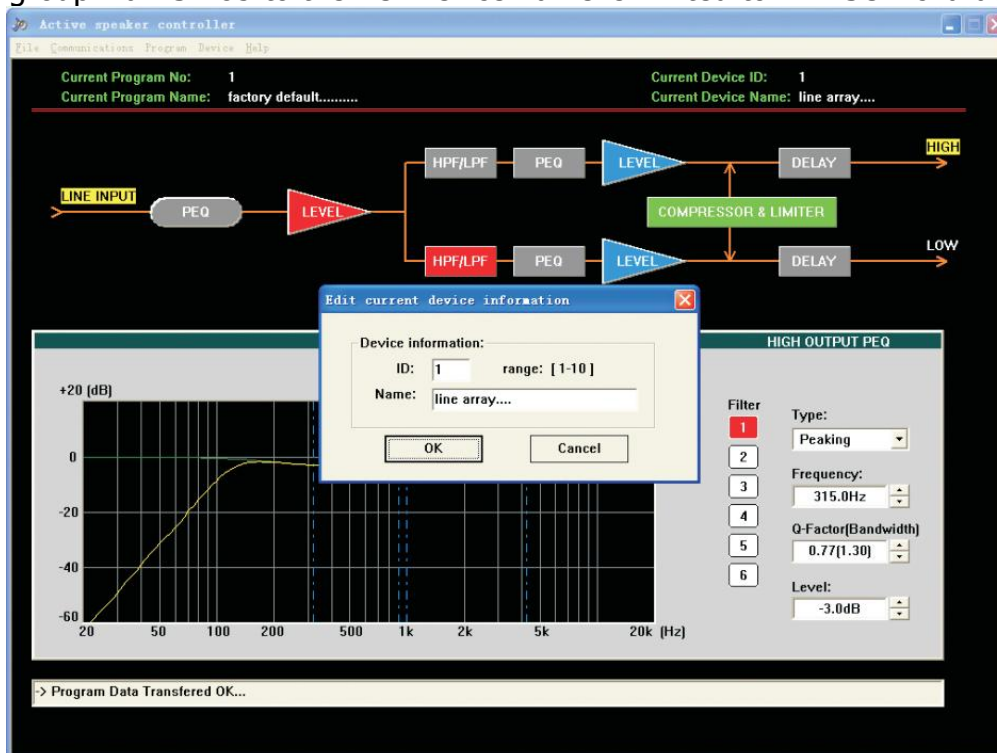 Active speaker controller
File Communications Program Device Help
Current Program No: 1
Current Program Name: factory default..........
Current Device ID: 1
Current Device Name: line array....
LINE INPUT
PEQ
LEVEL
HPF/LPF
PEQ
LEVEL
DELAY
HIGH
COMPRESSOR & LIMITER
HPF/LPF
PEQ
LEVEL
DELAY
LOW
Edit current device information
Device information:
ID: 1 range: [1-10]
Name: line array....
OK Cancel
HIGH OUTPUT PEQ
+20 (dB)
0
-20
-40
-60
20 50 100 200 500 1k 2k 5k 20k (Hz)
Filter
1
2
3
4
5
6
Type:
Peaking
Frequency:
315.0Hz
Q-Factor(Bandwidth)
0.77(1.30)
Level:
-3.0dB
-> Program Data Transfered OK...